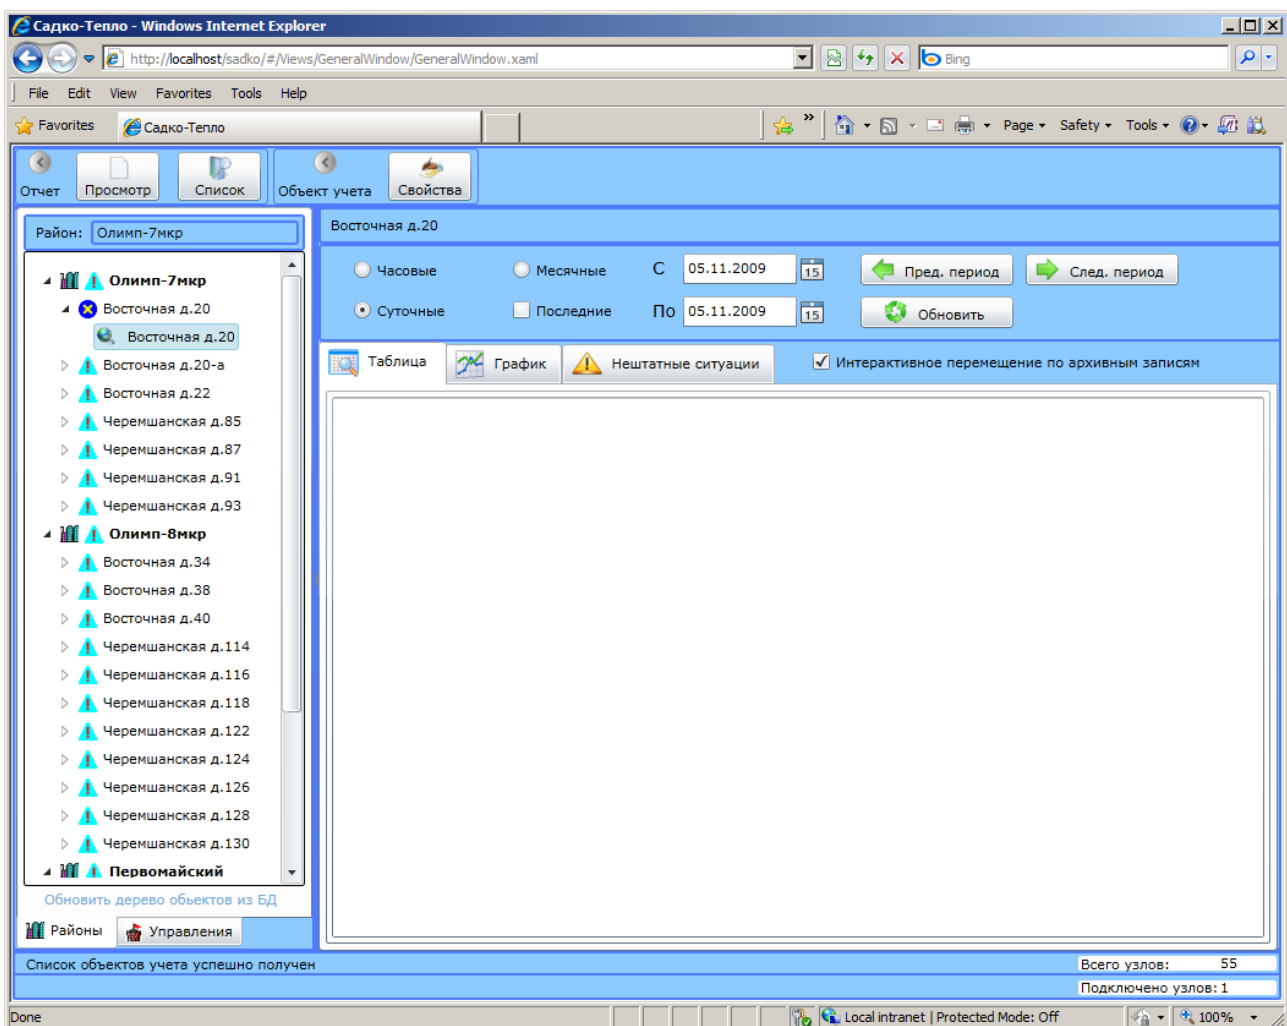 Садко-Тепло - Windows Internet Explorer
http://localhost/sadko/#/Views/GeneralWindow/GeneralWindow.xaml
Bing
File Edit View Favorites Tools Help
Favorites
Садко-Тепло
»
Page Safety Tools
Отчет
Просмотр
Список
Объект учета
Свойства
Район: Олимп-7мкр
Олимп-7мкр
Восточная д.20
Восточная д.20
Восточная д.20-а
Восточная д.22
Черемшанская д.85
Черемшанская д.87
Черемшанская д.91
Черемшанская д.93
Олимп-8мкр
Восточная д.34
Восточная д.38
Восточная д.40
Черемшанская д.114
Черемшанская д.116
Черемшанская д.118
Черемшанская д.122
Черемшанская д.124
Черемшанская д.126
Черемшанская д.128
Черемшанская д.130
Первомайский
Обновить дерево обьектов из БД
Районы
Управления
Восточная д.20
Часовые
Месячные
С 05.11.2009 15
Пред. период
След. период
Суточные
Последние
По 05.11.2009 15
Обновить
Таблица
График
Нештатные ситуации
Интерактивное перемещение по архивным записям
Список объектов учета успешно получен
Всего узлов: 55
Подключено узлов: 1
Done
Local intranet | Protected Mode: Off
100%